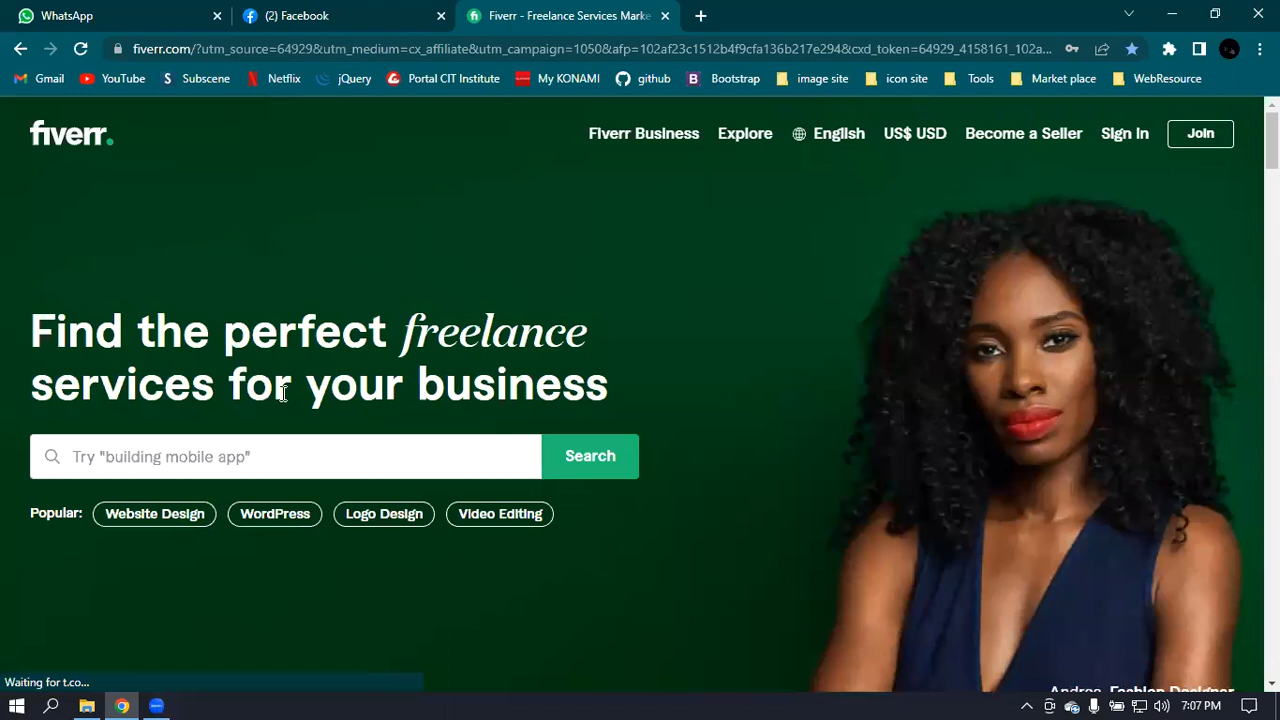 WhatsApp
(2) Facebook
Fiverr - Freelance Services Marke
fiverr.com/?utm_source=64929&utm_medium=cx_affiliate&utm_campaign=1050&afp=102af23c1512b4f9cfa136b217e294&cxd_token=64929_4158161_102a...
Gmail YouTube Subscene Netflix jQuery Portal CIT Institute My KONAMI github Bootstrap image site icon site Tools Market place WebResource
fiverr. Fiverr Business Explore English US$ USD Become a Seller Sign in Join
Find the perfect freelance
services for your business
Try "building mobile app" Search
Popular: Website Design WordPress Logo Design Video Editing
Waiting for t.co...
7:07 PM